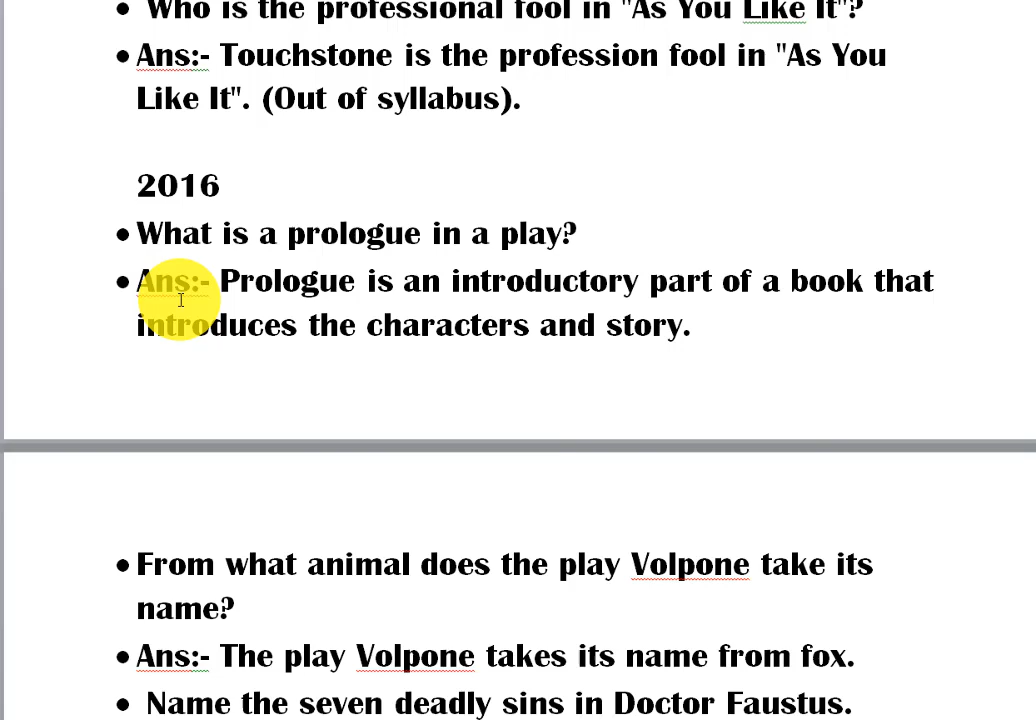 • Who is the professional fool in "As You Like It"?
• Ans:- Touchstone is the profession fool in "As You
Like It". (Out of syllabus).
2016
• What is a prologue in a play?
• Ans:- Prologue is an introductory part of a book that
introduces the characters and story.
• From what animal does the play Volpone take its
name?
• Ans:- The play Volpone takes its name from fox.
• Name the seven deadly sins in Doctor Faustus.